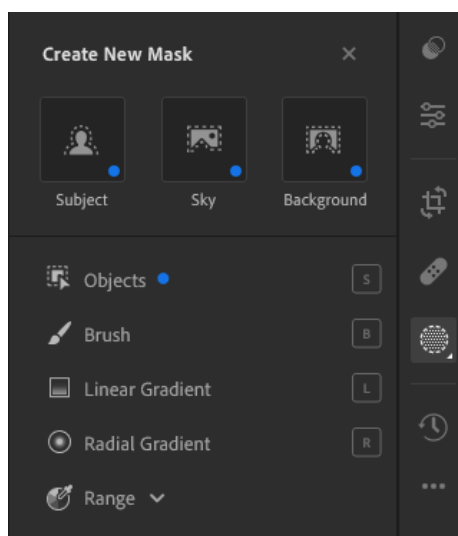 Create New Mask
Subject Sky Background
Objects S
Brush B
Linear Gradient L
Radial Gradient R
Range